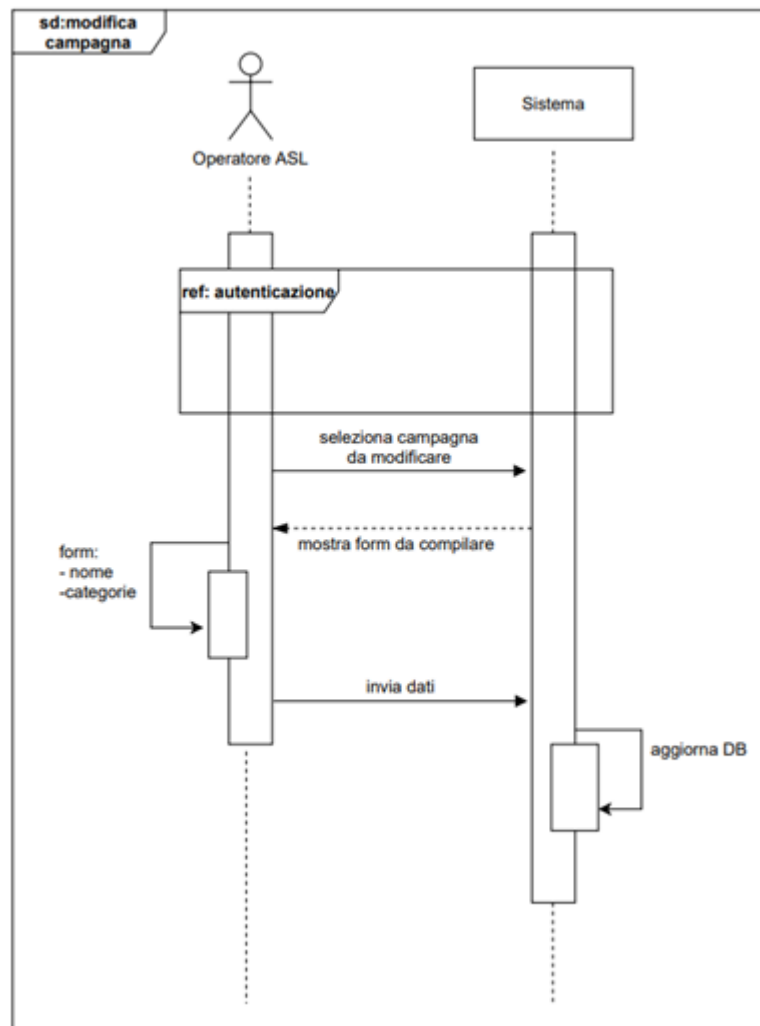 sd:modifica
campagna
Operatore ASL
Sistema
ref: autenticazione
seleziona campagna
da modificare
mostra form da compilare
form:
- nome
-categorie
invia dati
aggiorna DB